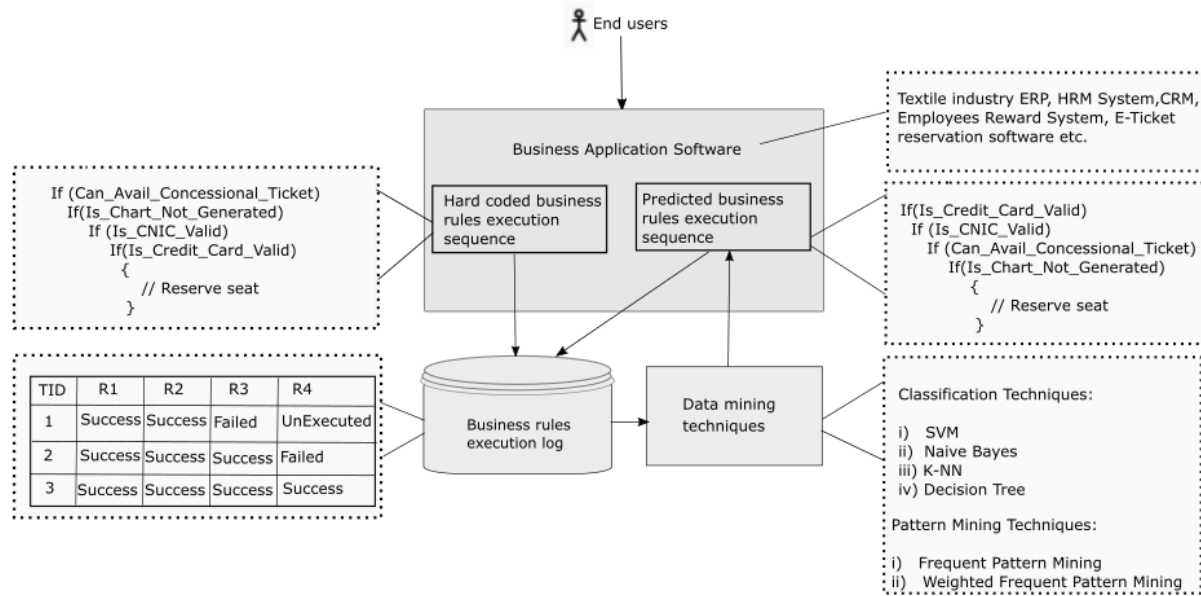 End users
Business Application Software
Textile industry ERP, HRM System,CRM,
Employees Reward System, E-Ticket
reservation software etc.
If (Can_Avail_Concessional_Ticket)
If(Is_Chart_Not_Generated)
If (Is_CNIC_Valid)
If(Is_Credit_Card_Valid)
{
// Reserve seat
}
Hard coded business
rules execution
sequence
Predicted business
rules execution
sequence
If(Is_Credit_Card_Valid)
If (Is_CNIC_Valid)
If (Can_Avail_Concessional_Ticket)
If(Is_Chart_Not_Generated)
{
// Reserve seat
}
TID R1 R2 R3 R4
1 Success Success Failed UnExecuted
2 Success Success Success Failed
3 Success Success Success Success
Business rules
execution log
Data mining
techniques
Classification Techniques:
i) SVM
ii) Naive Bayes
iii) K-NN
iv) Decision Tree
Pattern Mining Techniques:
i) Frequent Pattern Mining
ii) Weighted Frequent Pattern Mining